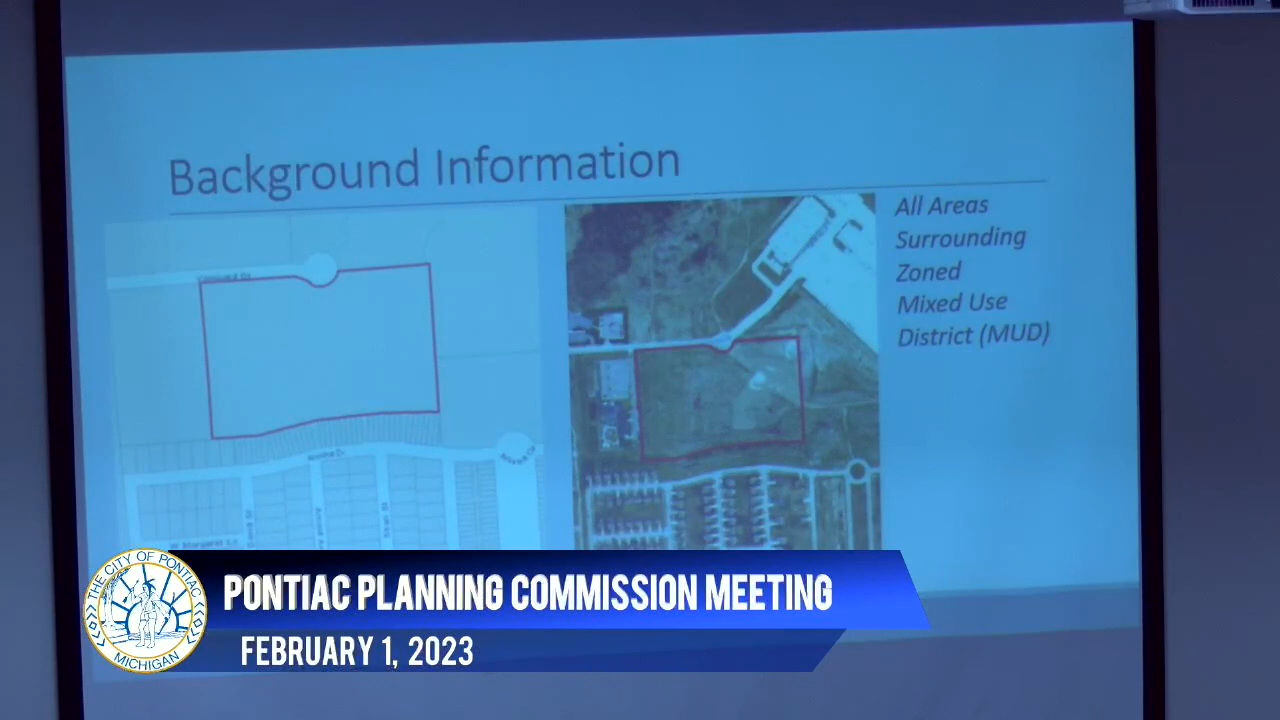 Background Information
All Areas
Surrounding
Zoned
Mixed Use
District (MUD)
THE CITY OF PONTIAC
MICHIGAN
PONTIAC PLANNING COMMISSION MEETING
FEBRUARY 1, 2023